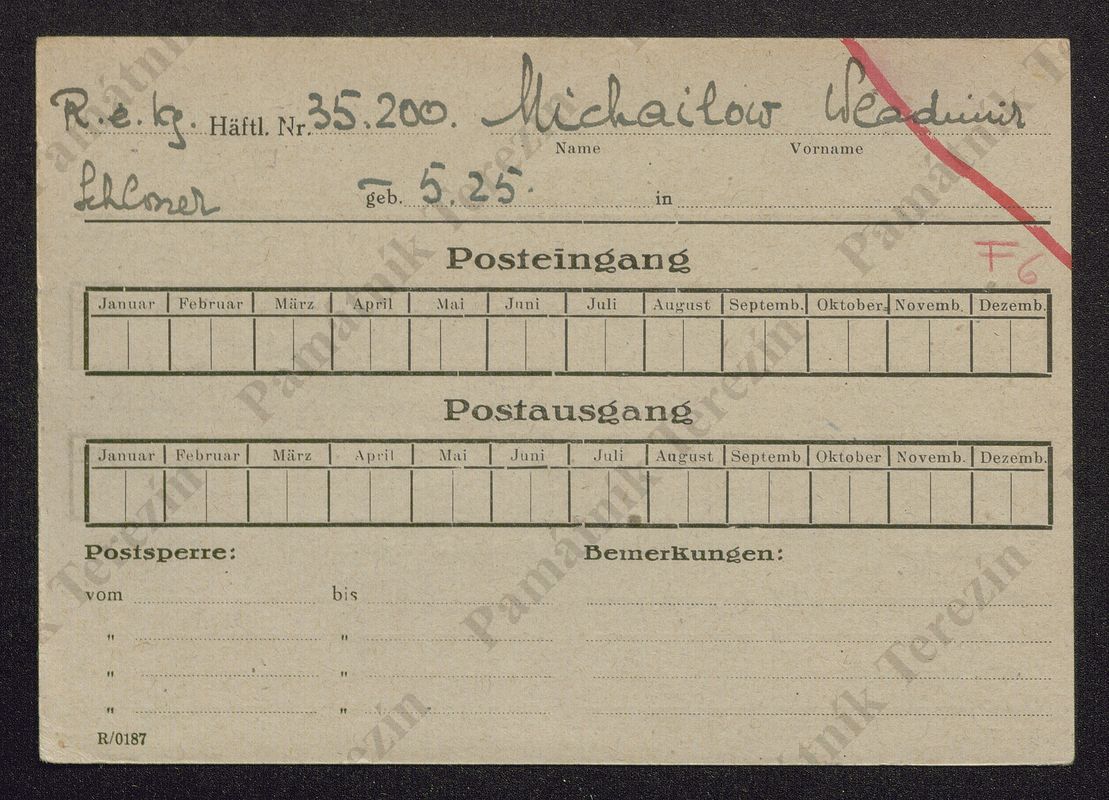 R.e.kg. Häftl. Nr. 35.200. Michailow Wladimir
Name Vorname
Schlosser geb. 5.25. in
F6
Posteingang
Januar Februar März April Mai Juni Juli August Septemb. Oktober Novemb. Dezemb.
Postausgang
Januar Februar März April Mai Juni Juli August Septemb Oktober Novemb. Dezemb.
Postsperre: Bemerkungen:
vom bis
" "
" "
" "
R/0187
Památník Terezín